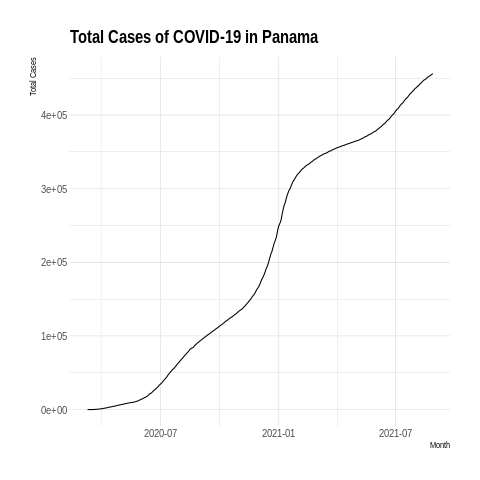 Total Cases of COVID-19 in Panama
Total Cases
4e+05
3e+05
2e+05
1e+05
0e+00
2020-07 2021-01 2021-07
Month